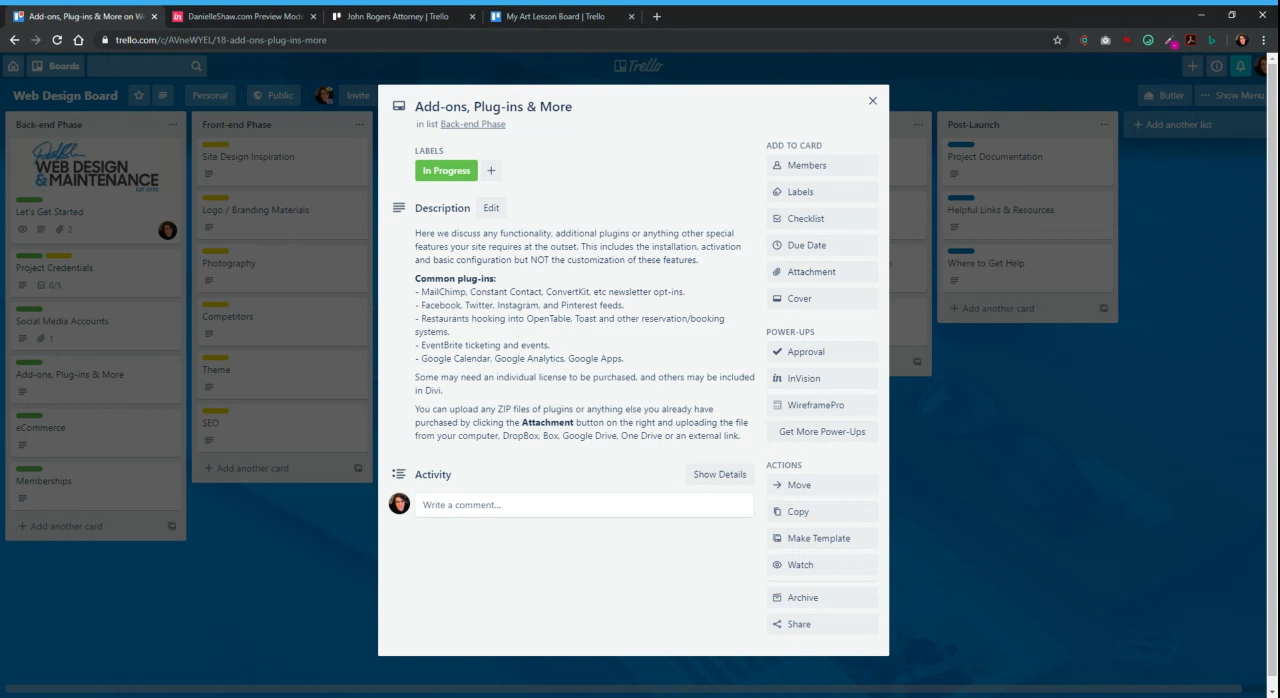 Add-ons, Plug-ins & More on W
DanielleShaw.com Preview Mod
John Rogers Attorney | Trello
My Art Lesson Board | Trello
trello.com/c/AVneWYEL/18-add-ons-plug-ins-more
Boards
Trello
Web Design Board
Personal
Public
Invite
Butler
Show Menu
Back-end Phase
WEB DESIGN
& MAINTENANCE
Let's Get Started
2
Project Credentials
0/5
Social Media Accounts
1
Add-ons, Plug-ins & More
eCommerce
Memberships
+ Add another card
Front-end Phase
Site Design Inspiration
Logo / Branding Materials
Photography
Competitors
Theme
SEO
+ Add another card
Add-ons, Plug-ins & More
in list Back-end Phase
LABELS
In Progress
+
Description
Edit
Here we discuss any functionality, additional plugins or anything other special
features your site requires at the outset. This includes the installation, activation
and basic configuration but NOT the customization of these features.
Common plug-ins:
- MailChimp, Constant Contact, ConvertKit, etc newsletter opt-ins.
- Facebook, Twitter, Instagram, and Pinterest feeds.
- Restaurants hooking into OpenTable, Toast and other reservation/booking
systems.
- EventBrite ticketing and events.
- Google Calendar, Google Analytics, Google Apps.
Some may need an individual license to be purchased, and others may be included
in Divi.
You can upload any ZIP files of plugins or anything else you already have
purchased by clicking the Attachment button on the right and uploading the file
from your computer, DropBox, Box, Google Drive, One Drive or an external link.
Activity
Show Details
Write a comment...
ADD TO CARD
Members
Labels
Checklist
Due Date
Attachment
Cover
POWER-UPS
Approval
InVision
WireframePro
Get More Power-Ups
ACTIONS
Move
Copy
Make Template
Watch
Archive
Share
Post-Launch
Project Documentation
Helpful Links & Resources
Where to Get Help
+ Add another card
+ Add another list